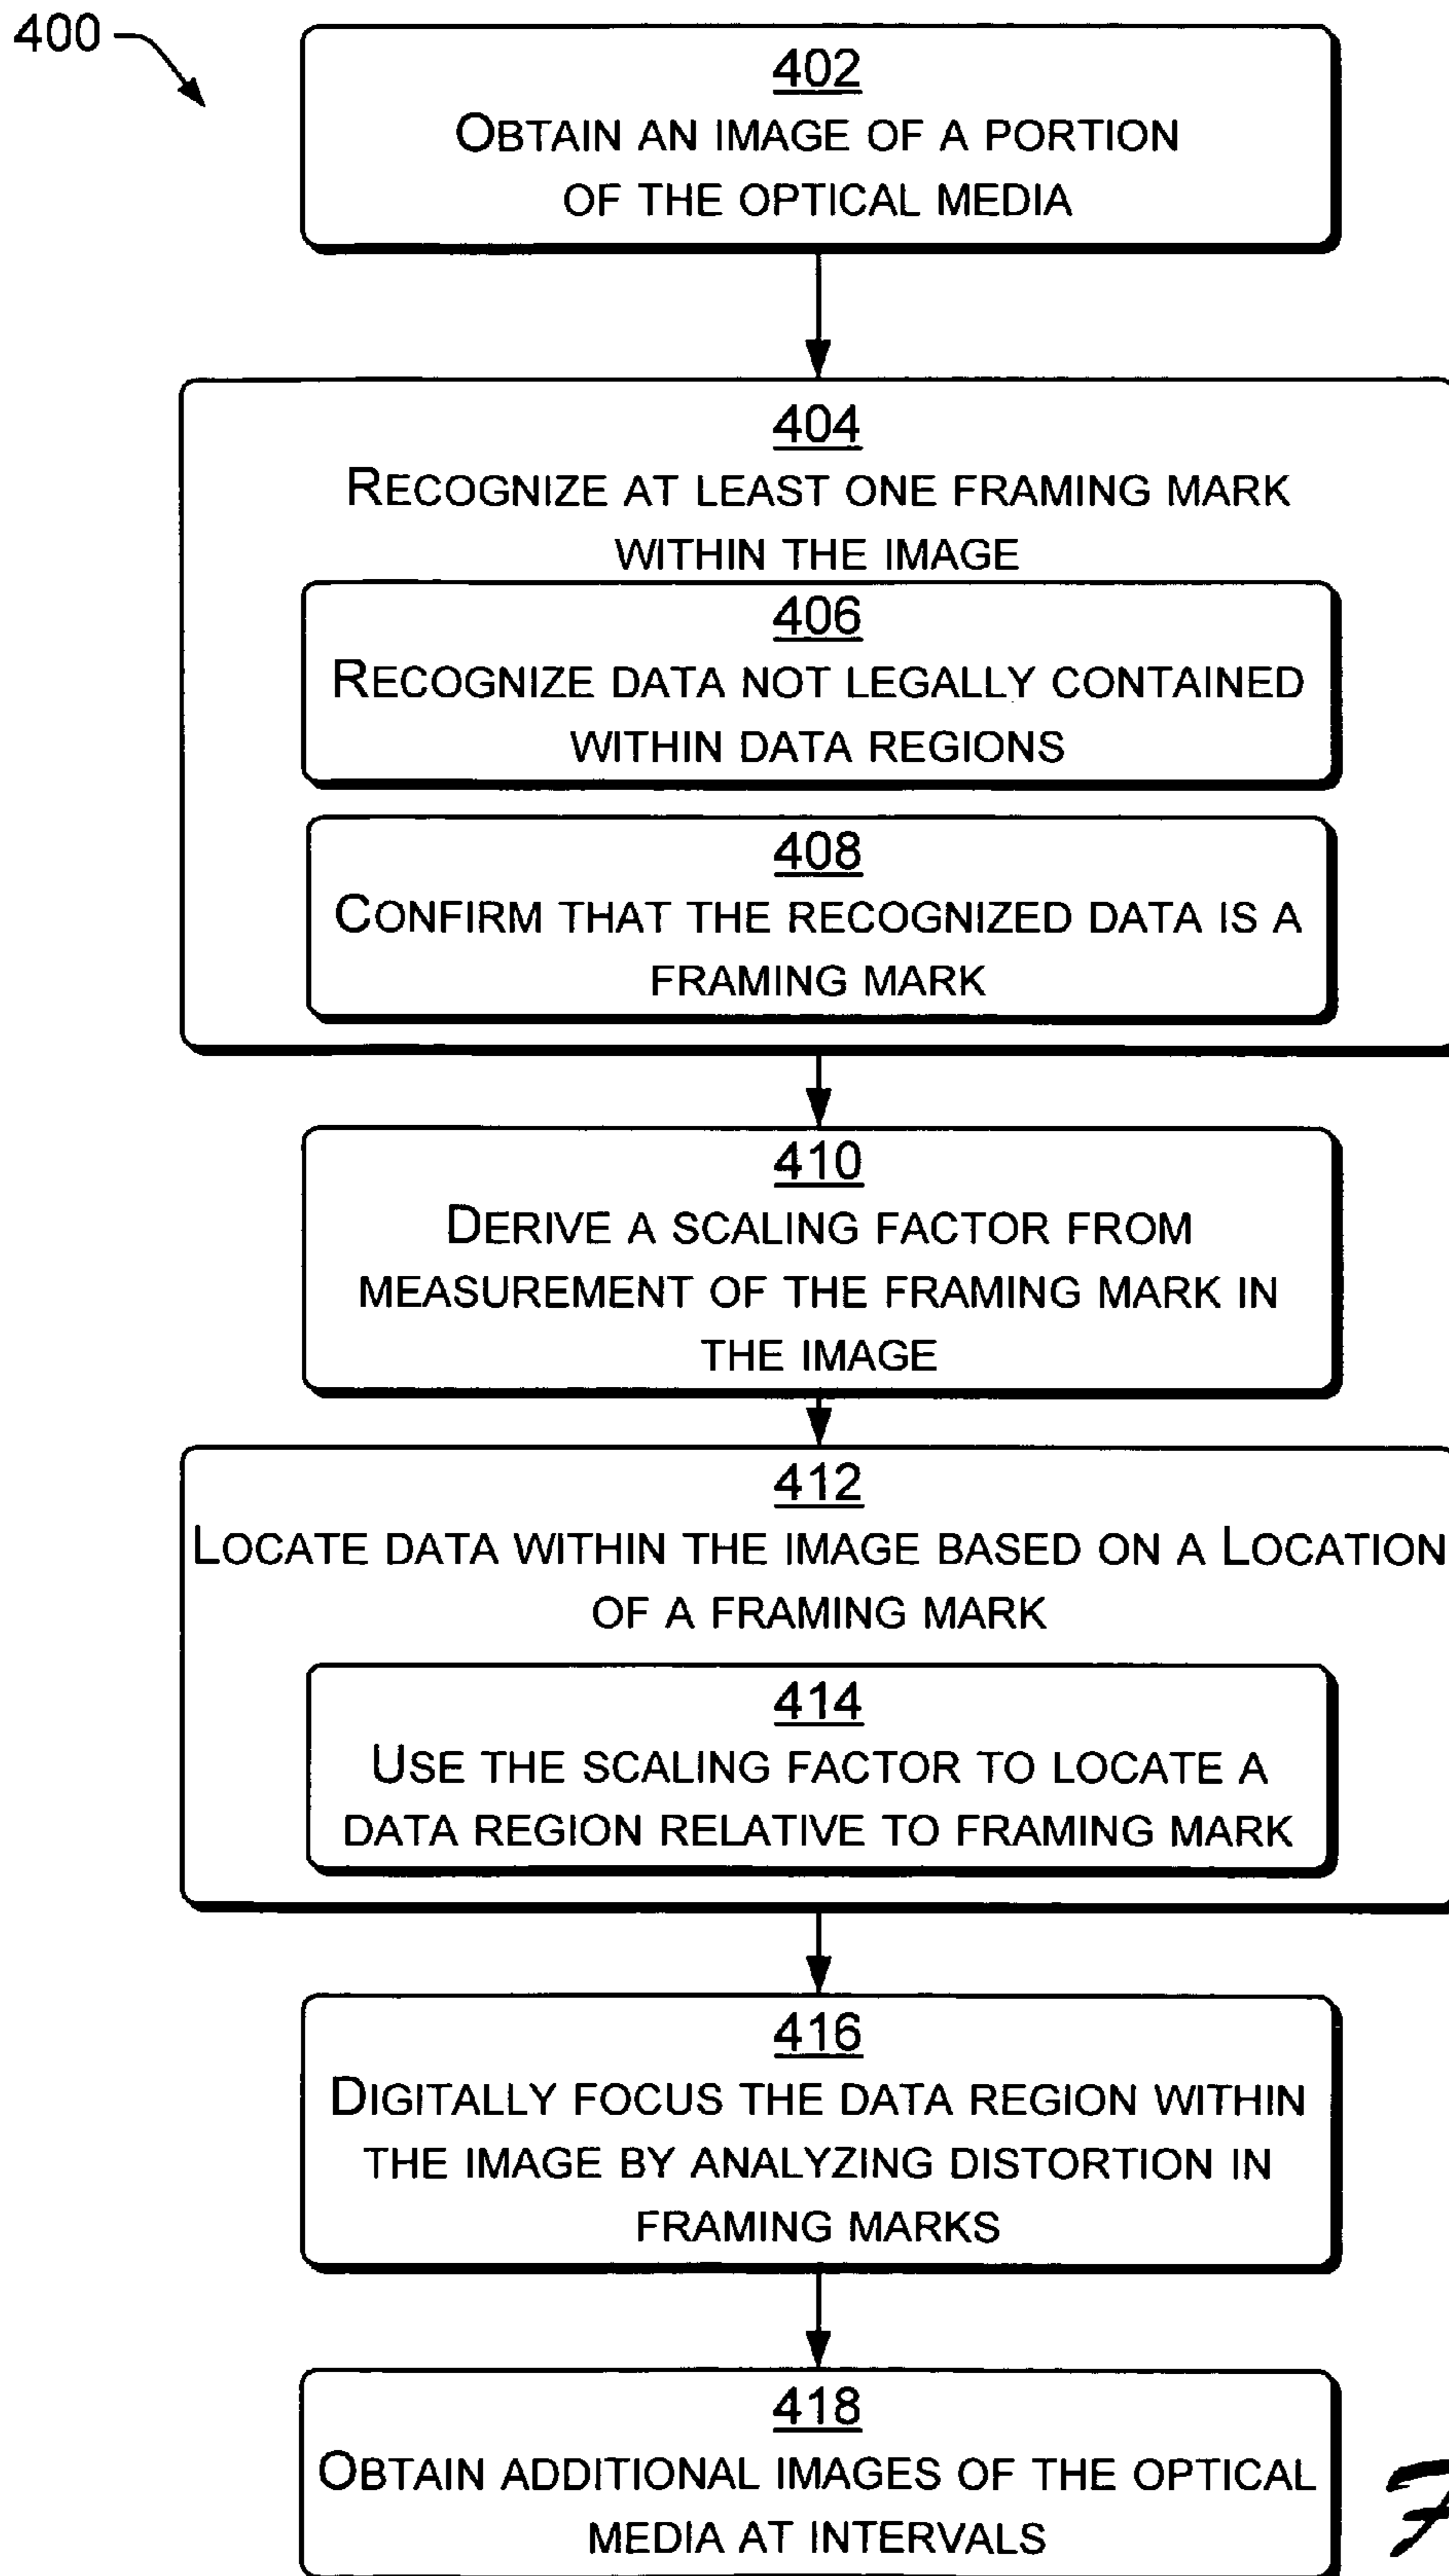 400
402
OBTAIN AN IMAGE OF A PORTION
OF THE OPTICAL MEDIA
404
RECOGNIZE AT LEAST ONE FRAMING MARK
WITHIN THE IMAGE
406
RECOGNIZE DATA NOT LEGALLY CONTAINED
WITHIN DATA REGIONS
408
CONFIRM THAT THE RECOGNIZED DATA IS A
FRAMING MARK
410
DERIVE A SCALING FACTOR FROM
MEASUREMENT OF THE FRAMING MARK IN
THE IMAGE
412
LOCATE DATA WITHIN THE IMAGE BASED ON A LOCATION
OF A FRAMING MARK
414
USE THE SCALING FACTOR TO LOCATE A
DATA REGION RELATIVE TO FRAMING MARK
416
DIGITALLY FOCUS THE DATA REGION WITHIN
THE IMAGE BY ANALYZING DISTORTION IN
FRAMING MARKS
418
OBTAIN ADDITIONAL IMAGES OF THE OPTICAL
MEDIA AT INTERVALS